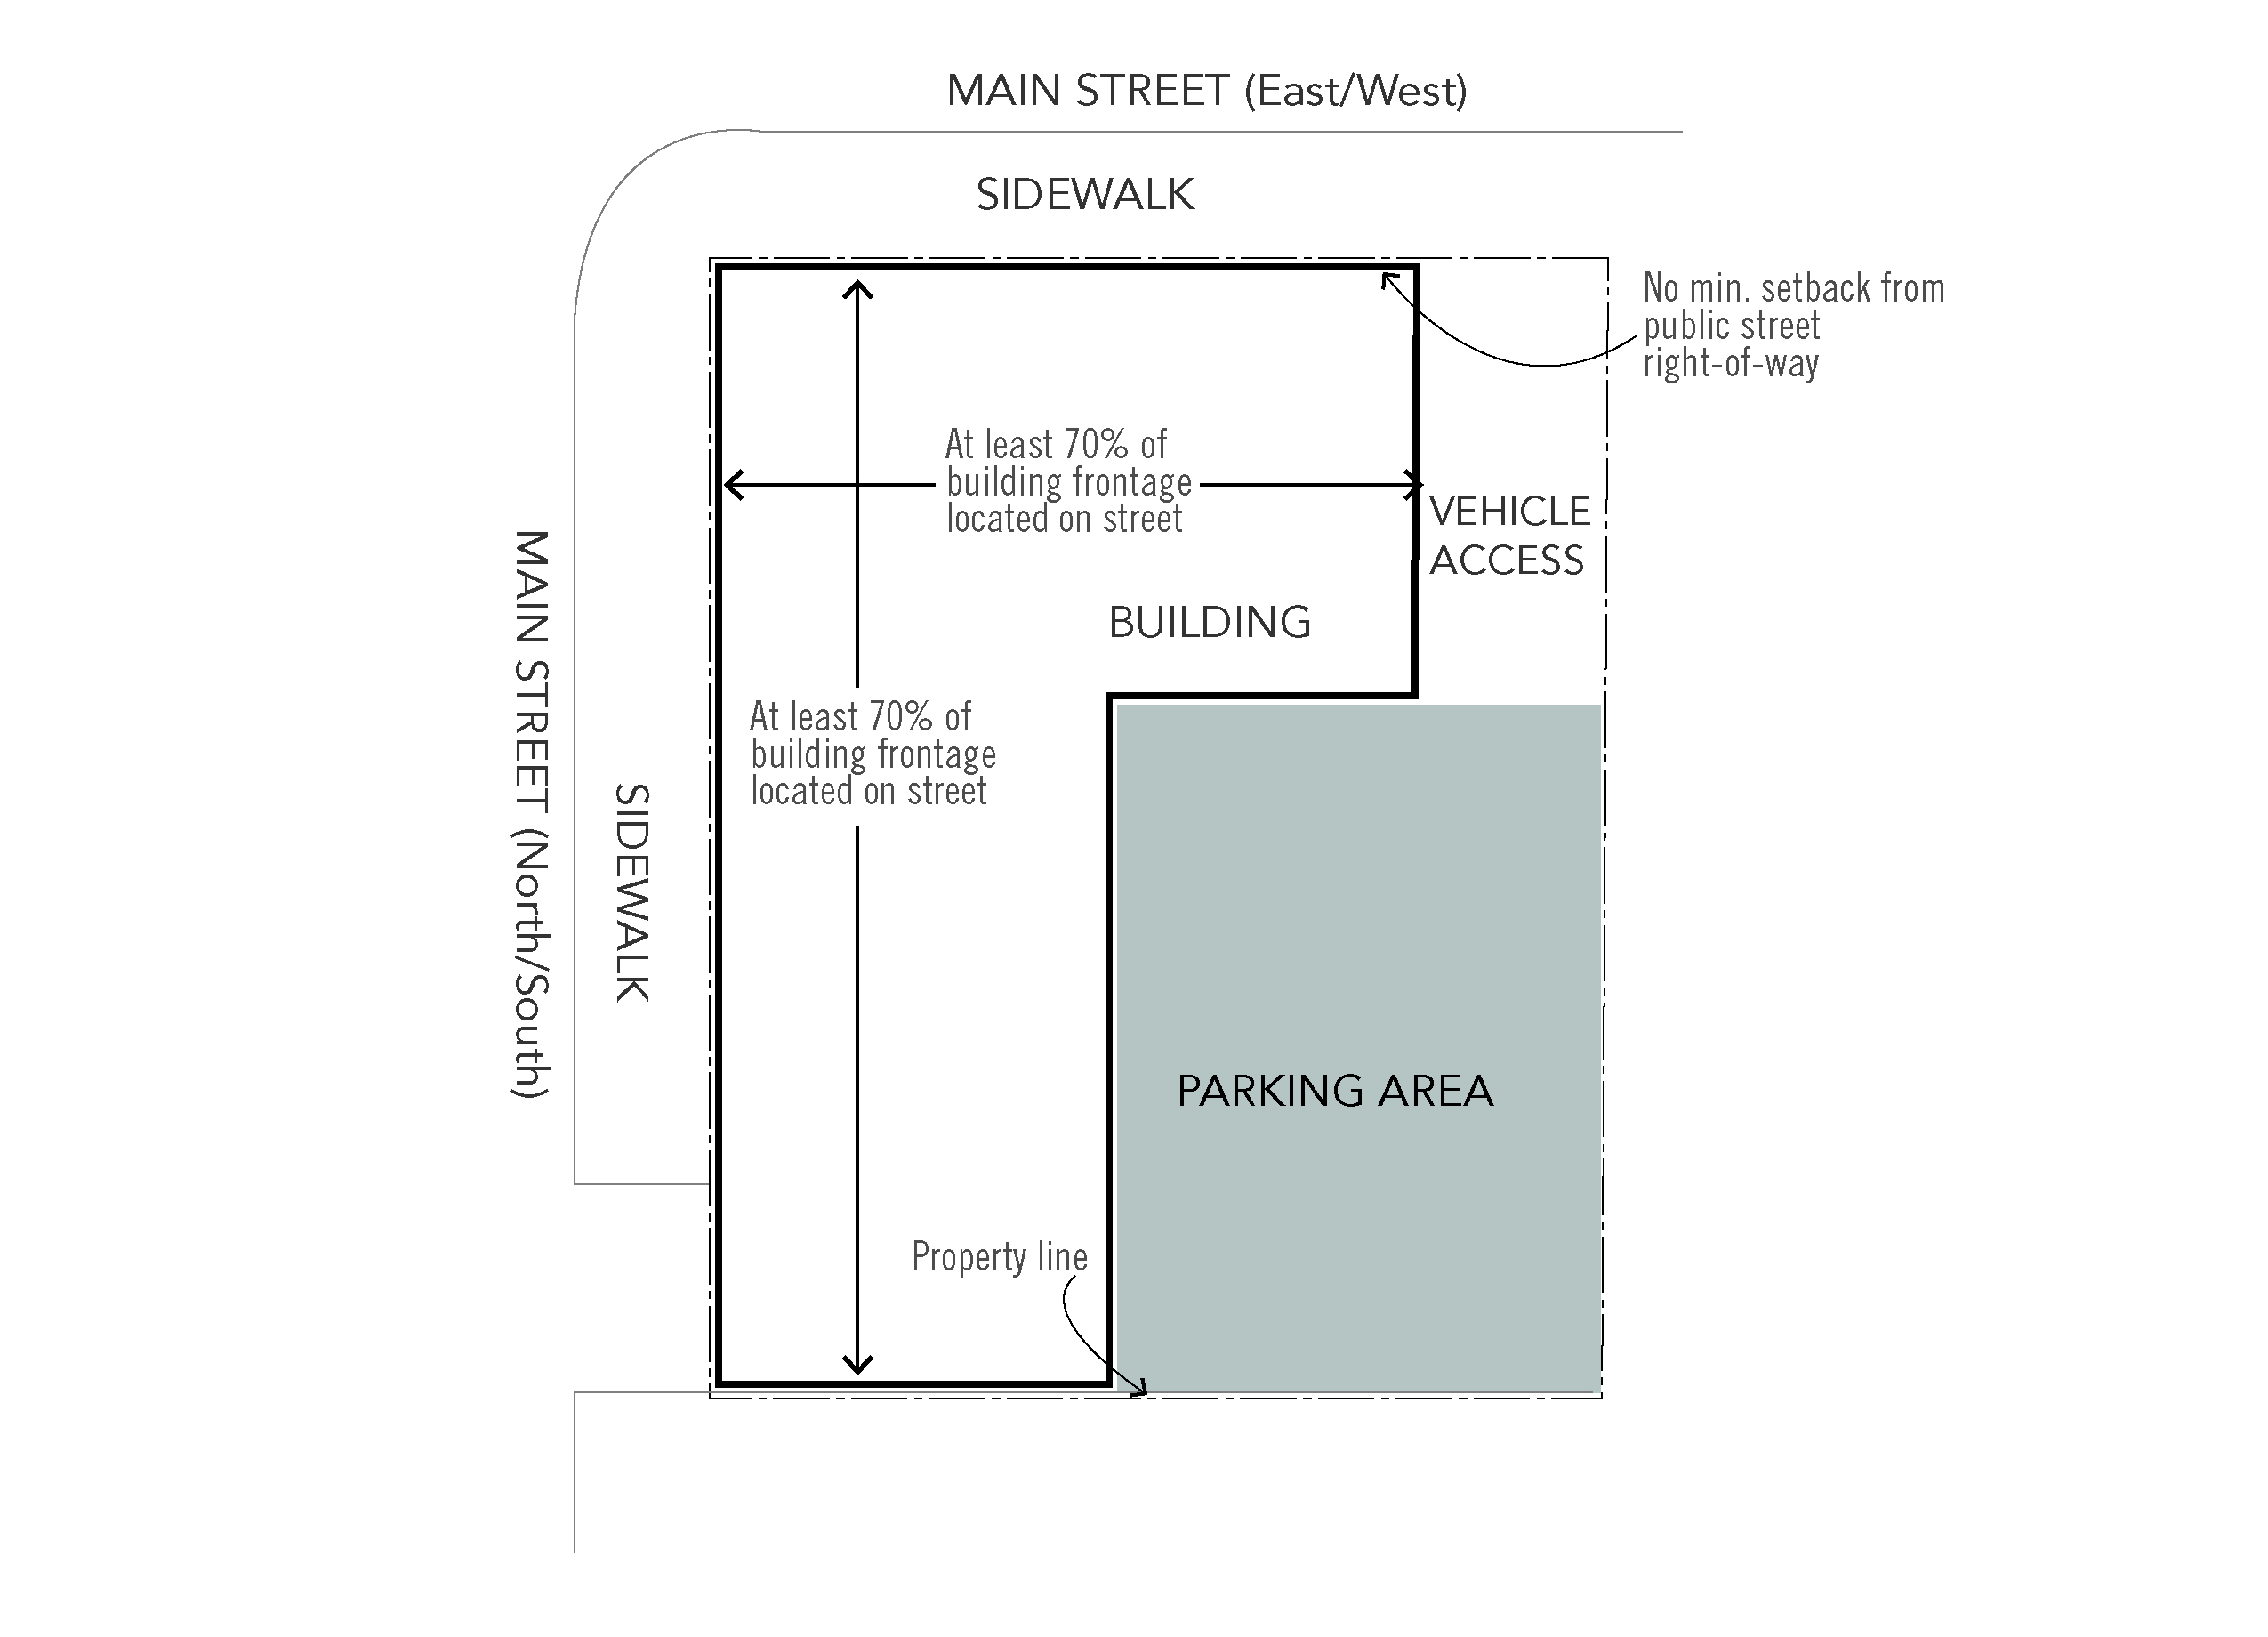 MAIN STREET (East/West)
SIDEWALK
No min. setback from
public street
right-of-way
At least 70% of
building frontage
located on street
VEHICLE
ACCESS
BUILDING
MAIN STREET (North/South)
SIDEWALK
At least 70% of
building frontage
located on street
PARKING AREA
Property line